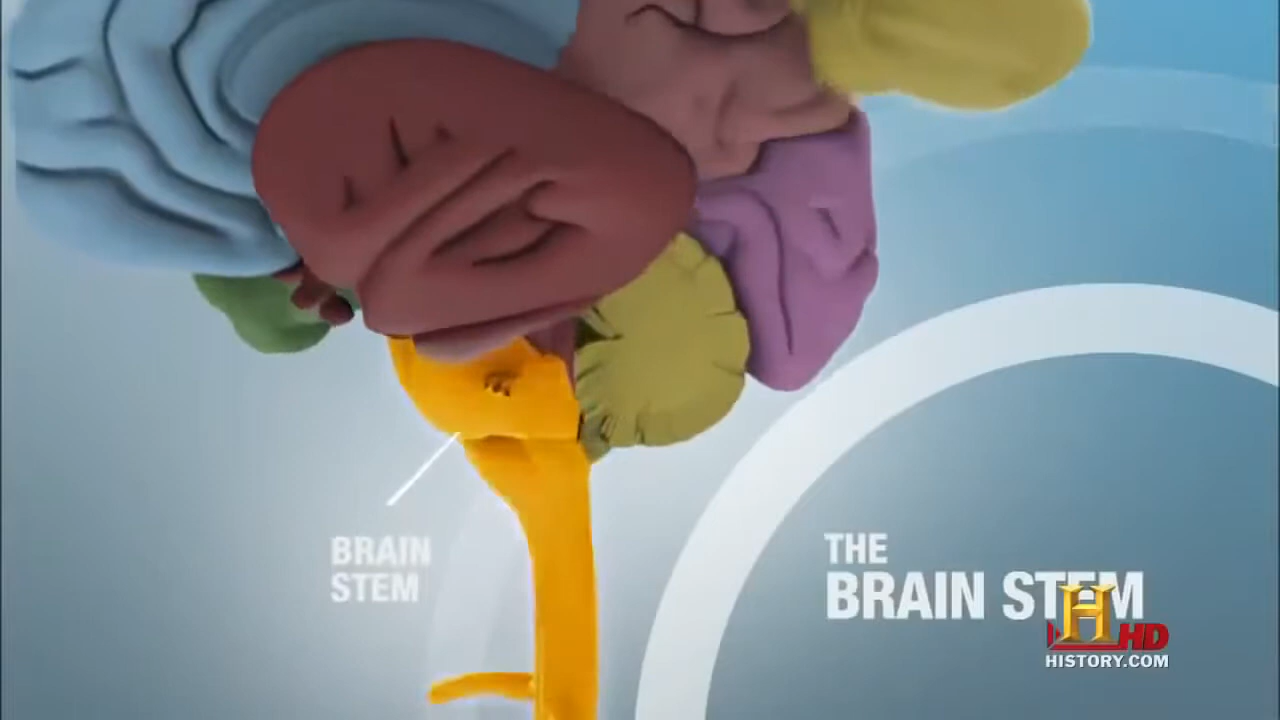 BRAIN
STEM
THE
BRAIN STEM
H HD
HISTORY.COM